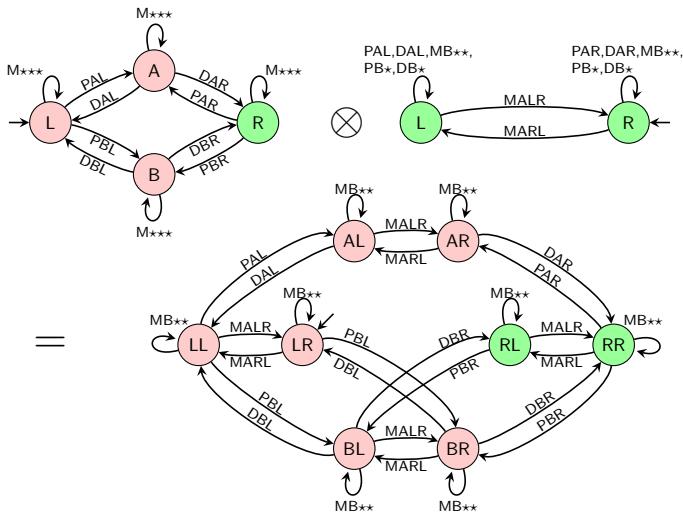 M⋆⋆⋆
A
M⋆⋆⋆
PAL
DAL
DAR
PAR
M⋆⋆⋆
L
R
PBL
DBL
DBR
PBR
B
M⋆⋆⋆
⊗
PAL,DAL,MB⋆⋆,
PB⋆,DB⋆
PAR,DAR,MB⋆⋆,
PB⋆,DB⋆
L
MALR
MARL
R
=
MB⋆⋆
MB⋆⋆
AL
MALR
MARL
AR
PAL
DAL
DAR
PAR
MB⋆⋆
MB⋆⋆
MB⋆⋆
MB⋆⋆
LL
MALR
MARL
LR
RL
MALR
MARL
RR
PBL
DBL
DBR
PBR
PBL
DBL
DBR
PBR
BL
MALR
MARL
BR
MB⋆⋆
MB⋆⋆